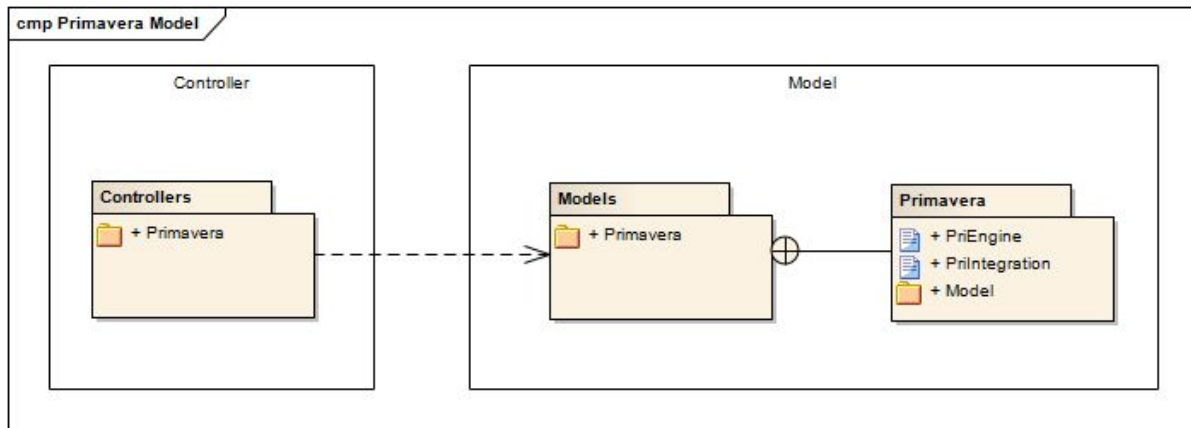 cmp Primavera Model
Controller
Controllers
+ Primavera
Model
Models
+ Primavera
Primavera
+ PriEngine
+ PriIntegration
+ Model